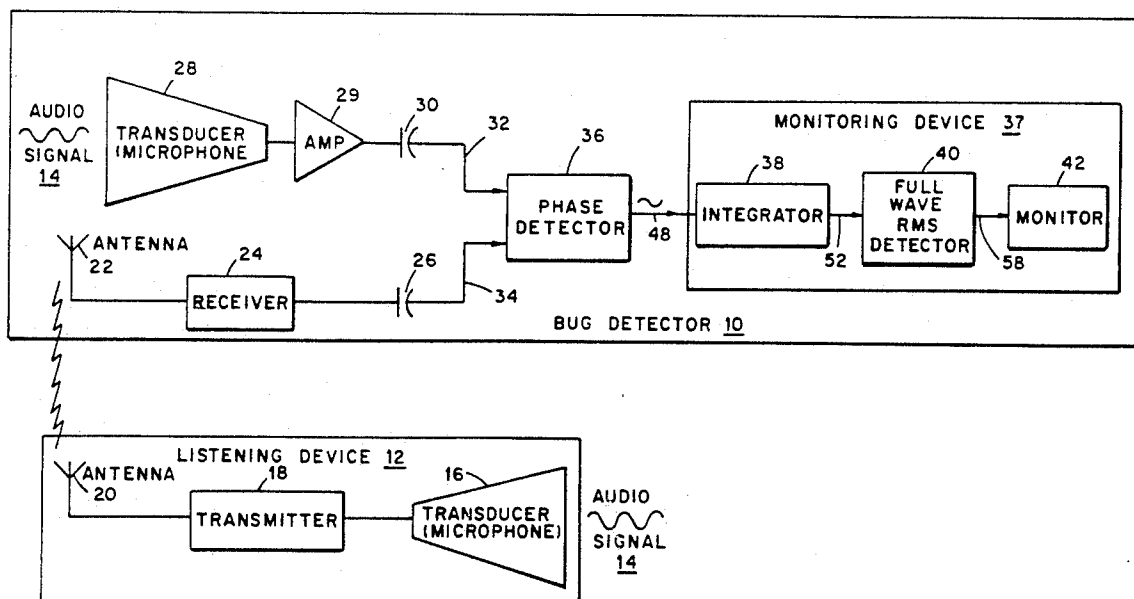 28
AUDIO
SIGNAL
14
TRANSDUCER
(MICROPHONE
29
AMP
30
32
36
PHASE
DETECTOR
48
MONITORING DEVICE 37
38
INTEGRATOR
52
40
FULL
WAVE
RMS
DETECTOR
58
42
MONITOR
ANTENNA
22
24
RECEIVER
26
34
BUG DETECTOR 10
LISTENING DEVICE 12
ANTENNA
20
18
TRANSMITTER
16
TRANSDUCER
(MICROPHONE)
AUDIO
SIGNAL
14